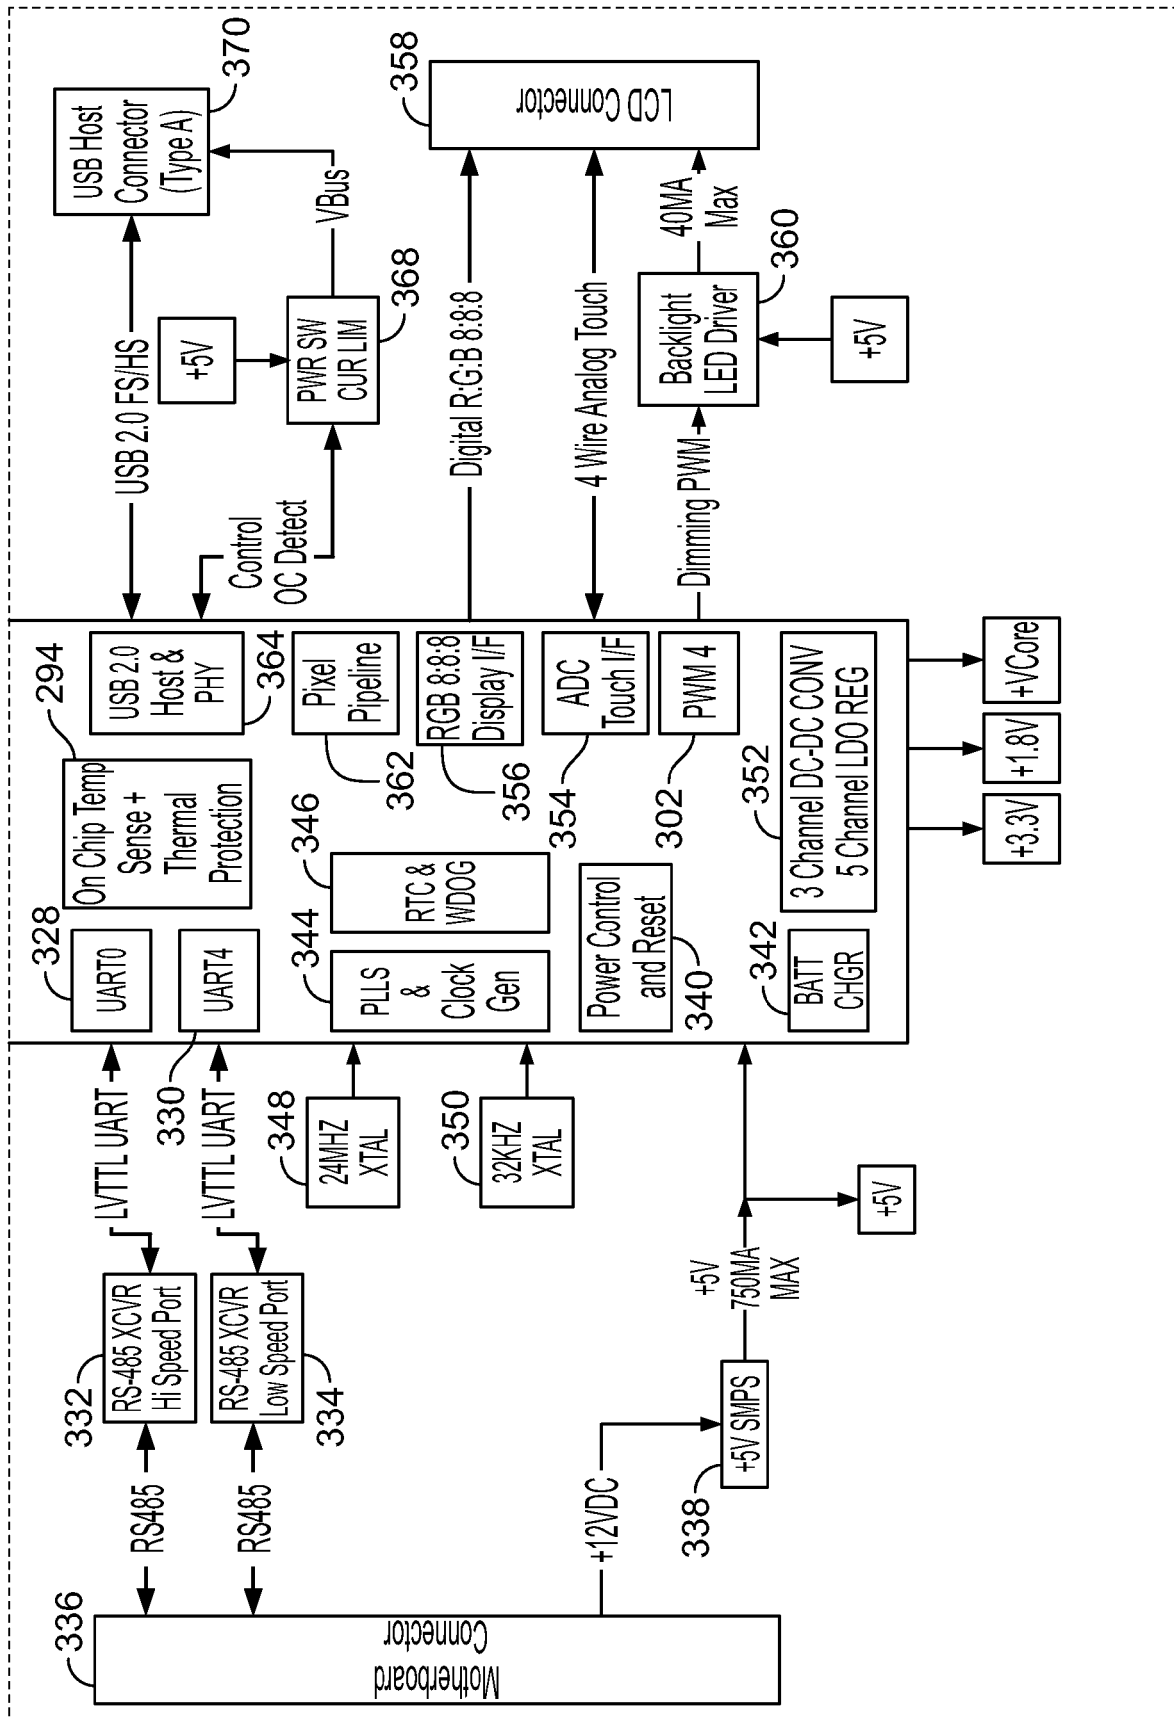 336
Motherboard
Connector
RS485
RS485
+12VDC
332
RS-485 XCVR
Hi Speed Port
RS-485 XCVR
Low Speed Port
334
338
+5V SMPS
LVTTL UART
LVTTL UART
330
348
24MHZ
XTAL
350
32KHZ
XTAL
+5V
750MA
MAX
+5V
328
UART0
UART4
294
On Chip Temp
Sense +
Thermal
Protection
USB 2.0
Host &
PHY
364
344
PLLS
&
Clock
Gen
346
RTC &
WDOG
Pixel
Pipeline
362
RGB 8:8:8
Display I/F
356
ADC
Touch I/F
354
PWM 4
302
Power Control
and Reset
340
342
BATT
CHGR
352
3 Channel DC-DC CONV
5 Channel LDO REG
+3.3V
+1.8V
+VCore
USB 2.0 FS/HS
Control
OC Detect
+5V
PWR SW
CUR LIM
368
VBus
USB Host
Connector
(Type A)
370
Digital R:G:B 8:8:8
4 Wire Analog Touch
Dimming PWM
Backlight
LED Driver
360
+5V
40MA
Max
358
LCD Connector